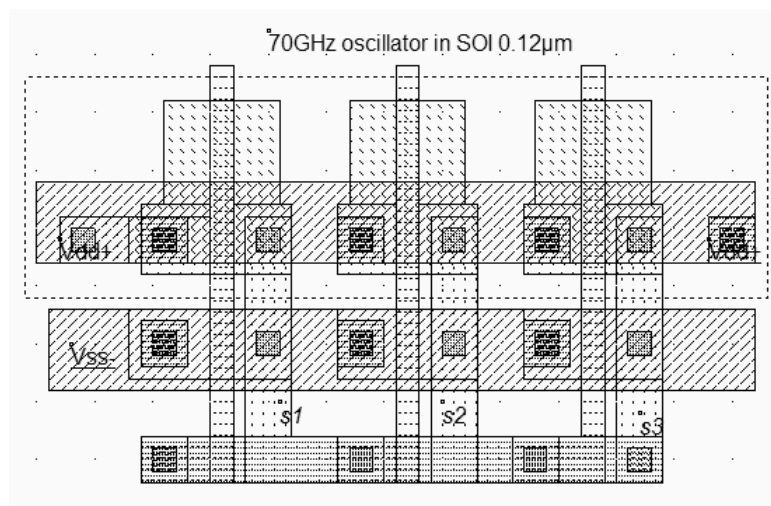 70GHz oscillator in SOI 0.12µm
Vdd+
Vdd+
Vss-
s1
s2
s3